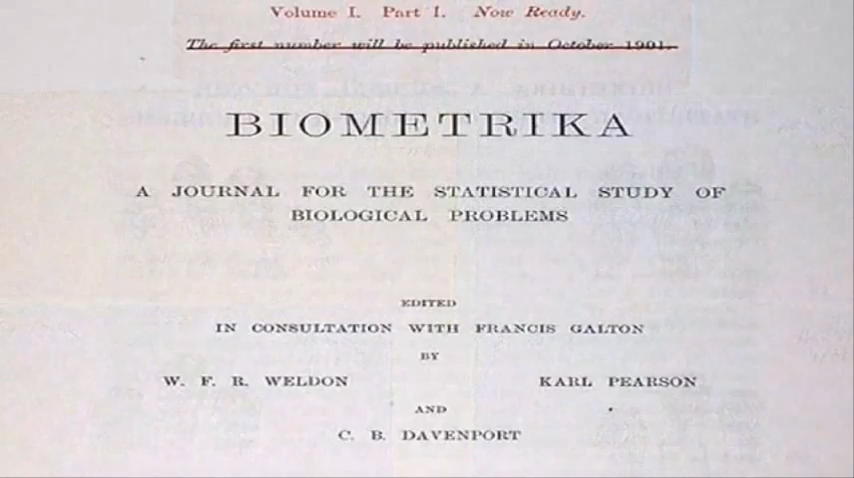 Volume I. Part I. Now Ready.
The first number will be published in October 1901.
BIOMETRIKA
A JOURNAL FOR THE STATISTICAL STUDY OF
BIOLOGICAL PROBLEMS
EDITED
IN CONSULTATION WITH FRANCIS GALTON
BY
W. F. R. WELDON KARL PEARSON
AND
C. B. DAVENPORT